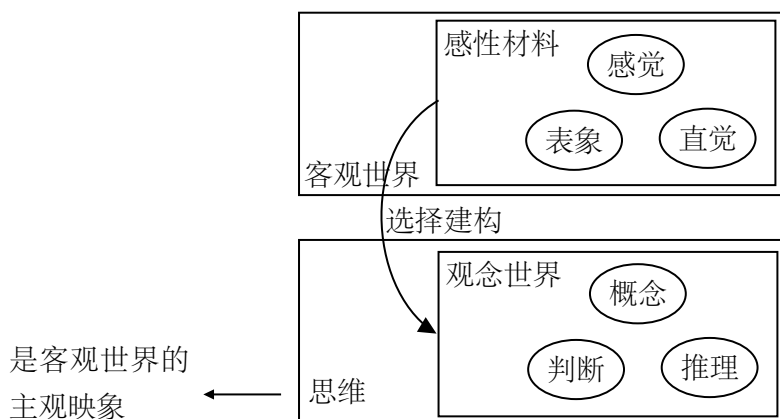 感性材料
感觉
表象
直觉
客观世界
选择建构
观念世界
概念
判断
推理
思维
是客观世界的
主观映象